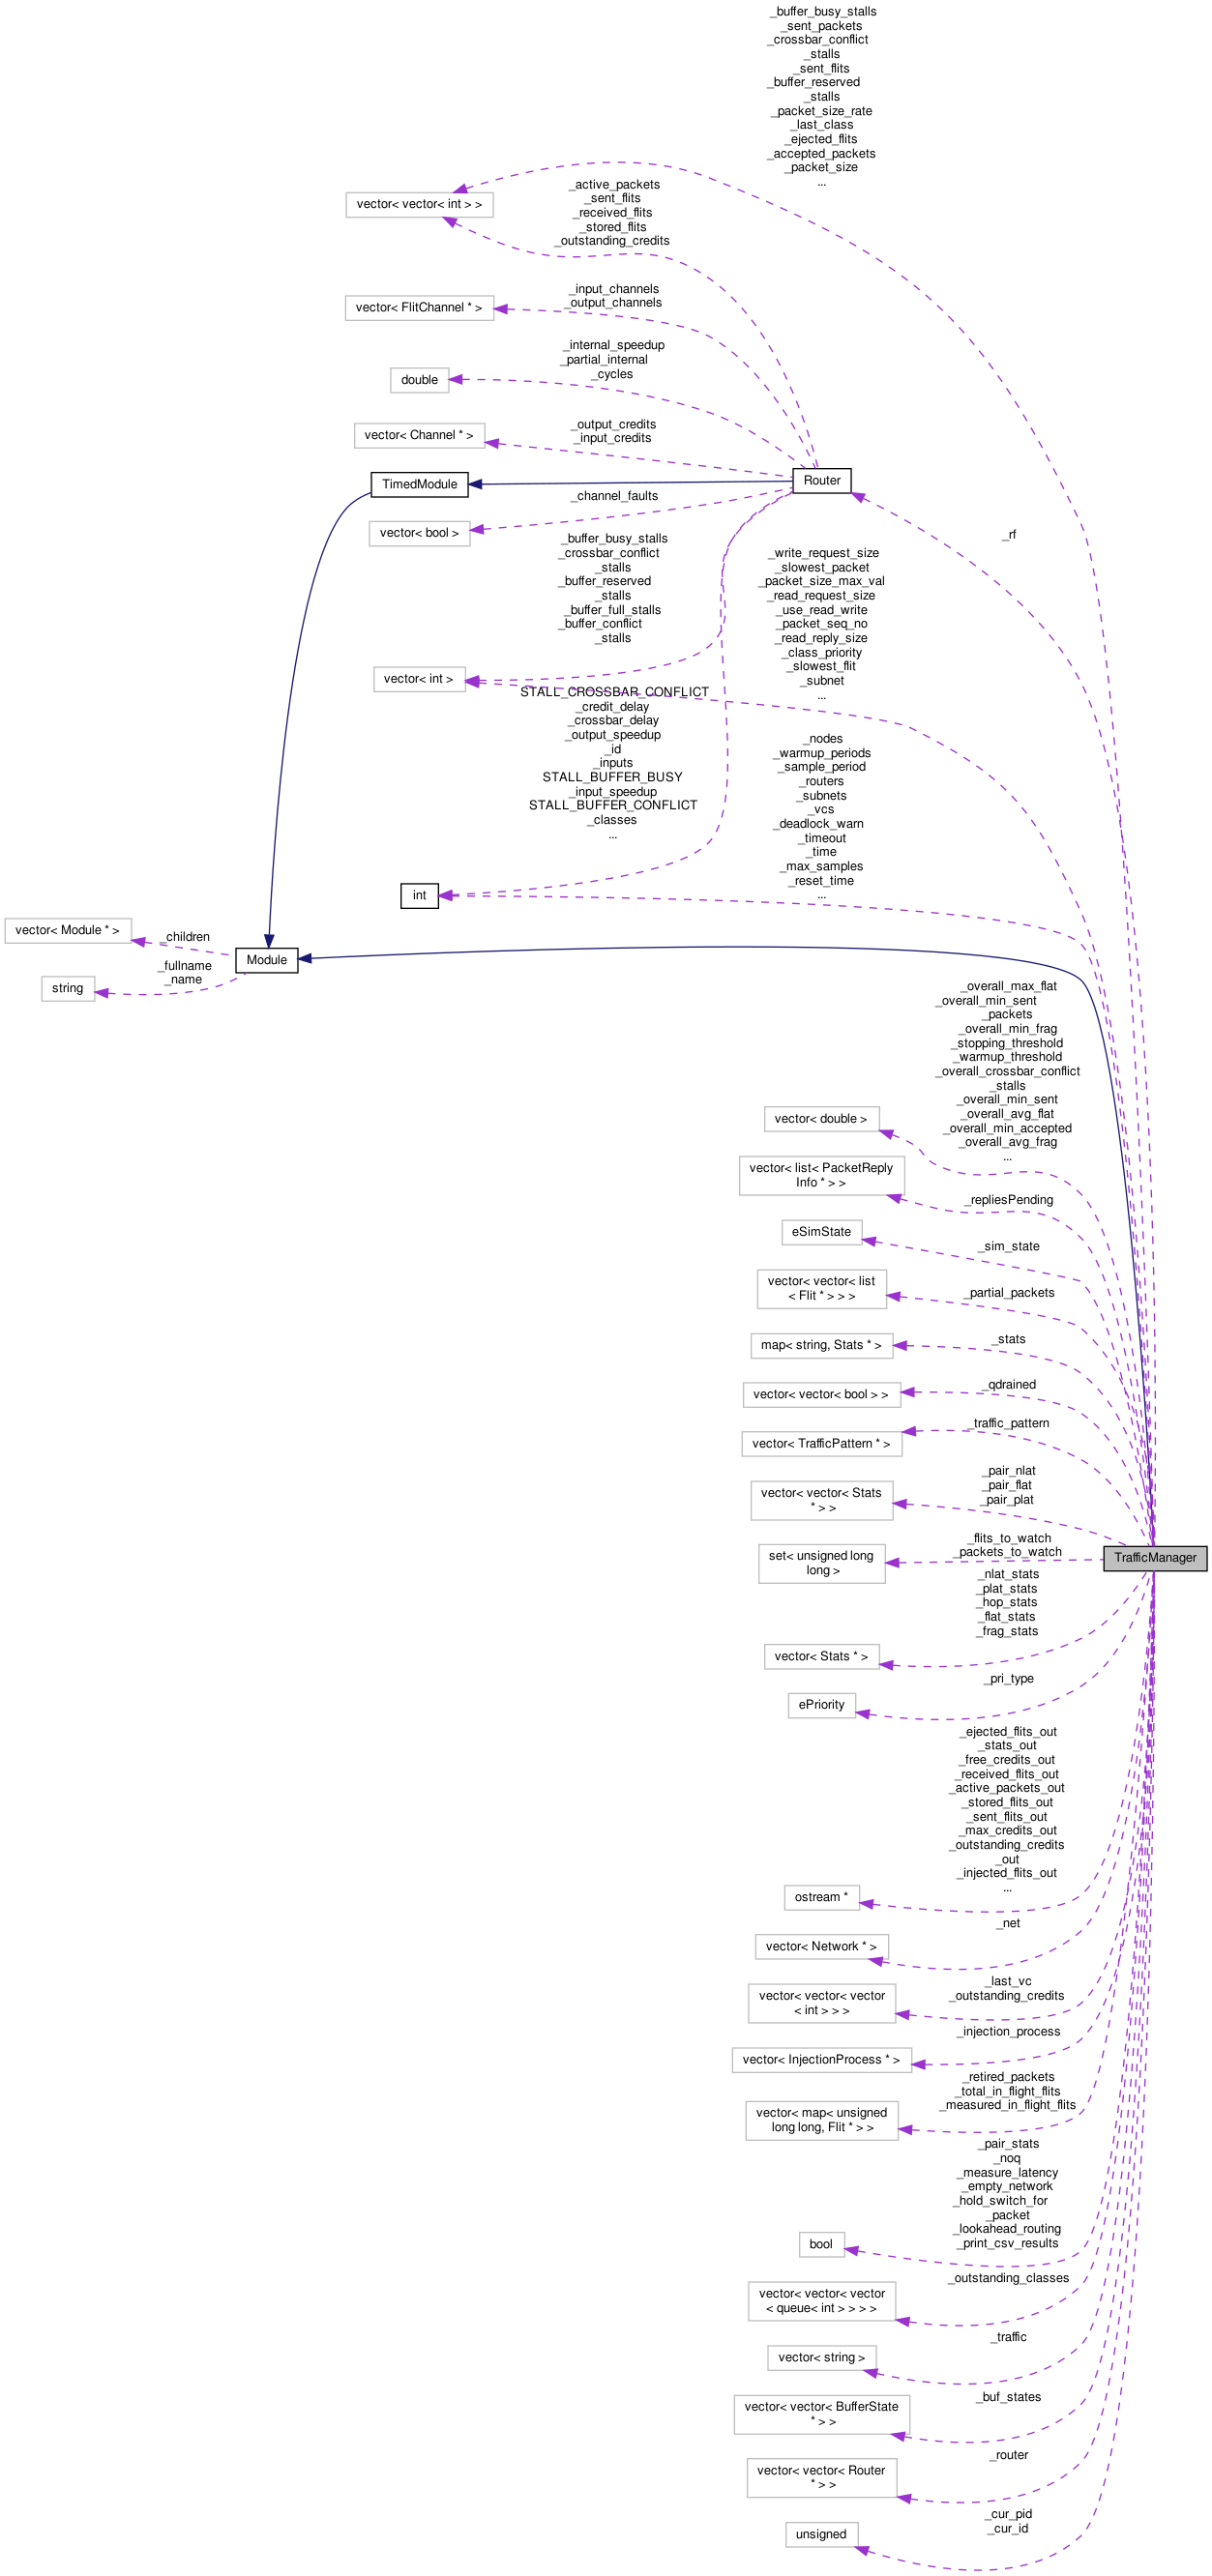 _buffer_busy_stalls
_sent_packets
_crossbar_conflict
_stalls
_sent_flits
_buffer_reserved
_stalls
_packet_size_rate
_last_class
_ejected_flits
_accepted_packets
_packet_size
...
vector< vector< int > >
_active_packets
_sent_flits
_received_flits
_stored_flits
_outstanding_credits
vector< FlitChannel * >
_input_channels
_output_channels
double
_internal_speedup
_partial_internal
_cycles
vector< Channel * >
_output_credits
_input_credits
TimedModule
Router
vector< bool >
_channel_faults
_rf
_buffer_busy_stalls
_crossbar_conflict
_stalls
_buffer_reserved
_stalls
_buffer_full_stalls
_buffer_conflict
_stalls
_write_request_size
_slowest_packet
_packet_size_max_val
_read_request_size
_use_read_write
_packet_seq_no
_read_reply_size
_class_priority
_slowest_flit
_subnet
...
vector< int >
STALL_CROSSBAR_CONFLICT
_credit_delay
_crossbar_delay
_output_speedup
_id
_inputs
STALL_BUFFER_BUSY
_input_speedup
STALL_BUFFER_CONFLICT
_classes
...
_nodes
_warmup_periods
_sample_period
_routers
_subnets
_vcs
_deadlock_warn
_timeout
_time
_max_samples
_reset_time
...
int
vector< Module * >
_children
Module
string
_fullname
_name
_overall_max_flat
_overall_min_sent
_packets
_overall_min_frag
_stopping_threshold
_warmup_threshold
_overall_crossbar_conflict
_stalls
_overall_min_sent
_overall_avg_flat
_overall_min_accepted
_overall_avg_frag
...
vector< double >
vector< list< PacketReply
Info * > >
_repliesPending
eSimState
_sim_state
vector< vector< list
< Flit * > > >
_partial_packets
map< string, Stats * >
_stats
vector< vector< bool > >
_qdrained
vector< TrafficPattern * >
_traffic_pattern
vector< vector< Stats
* > >
_pair_nlat
_pair_flat
_pair_plat
set< unsigned long
long >
_flits_to_watch
_packets_to_watch
TrafficManager
_nlat_stats
_plat_stats
_hop_stats
_flat_stats
_frag_stats
vector< Stats * >
ePriority
_pri_type
_ejected_flits_out
_stats_out
_free_credits_out
_received_flits_out
_active_packets_out
_stored_flits_out
_sent_flits_out
_max_credits_out
_outstanding_credits
_out
_injected_flits_out
...
ostream *
_net
vector< Network * >
vector< vector< vector
< int > > >
_last_vc
_outstanding_credits
vector< InjectionProcess * >
_injection_process
vector< map< unsigned
long long, Flit * > >
_retired_packets
_total_in_flight_flits
_measured_in_flight_flits
_pair_stats
_noq
_measure_latency
_empty_network
_hold_switch_for
_packet
_lookahead_routing
_print_csv_results
bool
vector< vector< vector
< queue< int > > > >
_outstanding_classes
vector< string >
_traffic
vector< vector< BufferState
* > >
_buf_states
vector< vector< Router
* > >
_router
unsigned
_cur_pid
_cur_id